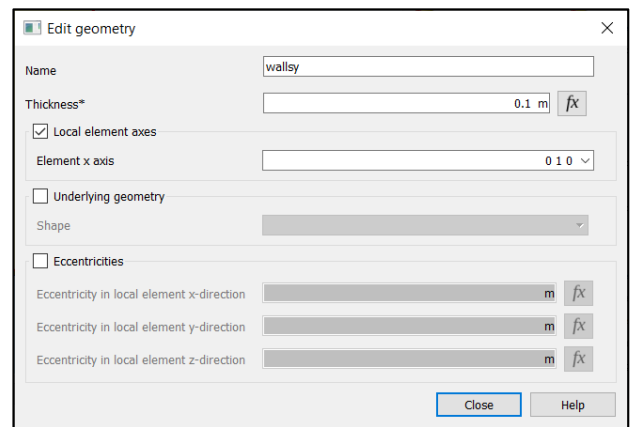 Edit geometry
Name wallsy
Thickness* 0.1 m fx
Local element axes
Element x axis 0 1 0
Underlying geometry
Shape
Eccentricities
Eccentricity in local element x-direction m fx
Eccentricity in local element y-direction m fx
Eccentricity in local element z-direction m fx
Close Help